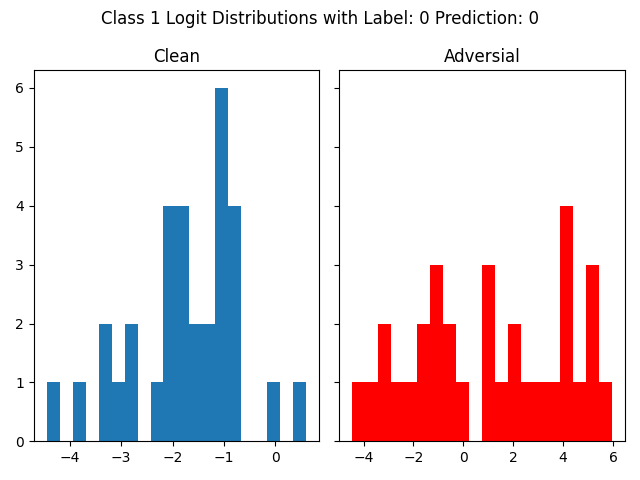 Class 1 Logit Distributions with Label: 0 Prediction: 0
Clean
Adversial
6
5
4
3
2
1
0
−4 −3 −2 −1 0
−4 −2 0 2 4 6